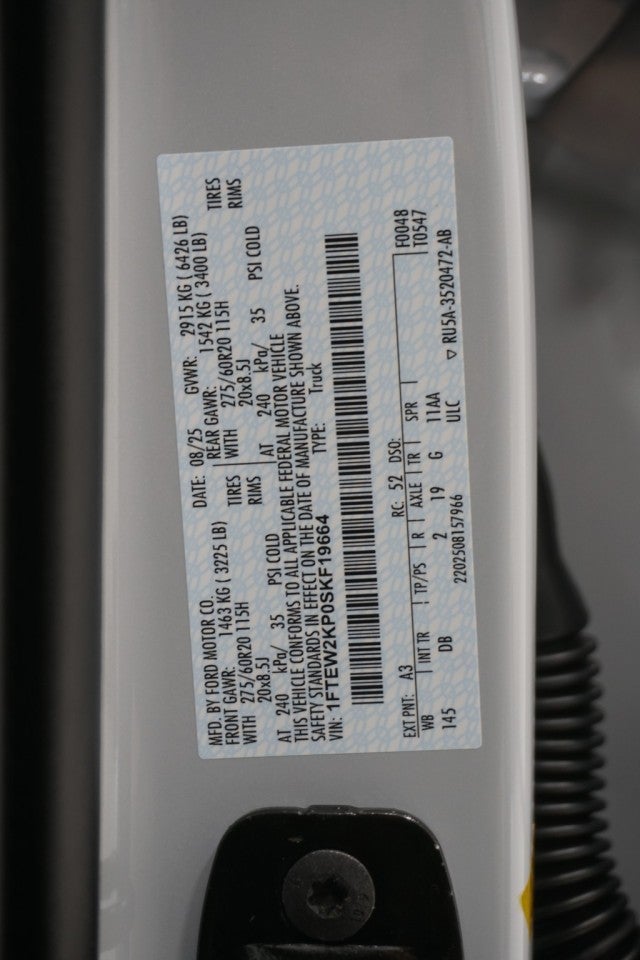 MFD. BY FORD MOTOR CO.
DATE: 08/25 GVWR: 2915 KG ( 6426 LB)
FRONT GAWR: 1463 KG ( 3225 LB) REAR GAWR: 1542 KG ( 3400 LB)
WITH 275/60R20 115H TIRES WITH 275/60R20 115H TIRES
20x8.5J RIMS 20x8.5J RIMS
AT 240 kPa/ 35 PSI COLD AT 240 kPa/ 35 PSI COLD
THIS VEHICLE CONFORMS TO ALL APPLICABLE FEDERAL MOTOR VEHICLE
SAFETY STANDARDS IN EFFECT ON THE DATE OF MANUFACTURE SHOWN ABOVE.
VIN: 1FTEW2KP0SKF19664 TYPE: Truck
F0048
EXT PNT: A3 RC: 52 DSO: T0547
WB INT TR TP/PS R AXLE TR SPR
145 DB 2 19 G 11AA
2202508157966 ULC ▽ RU5A-3520472-AB